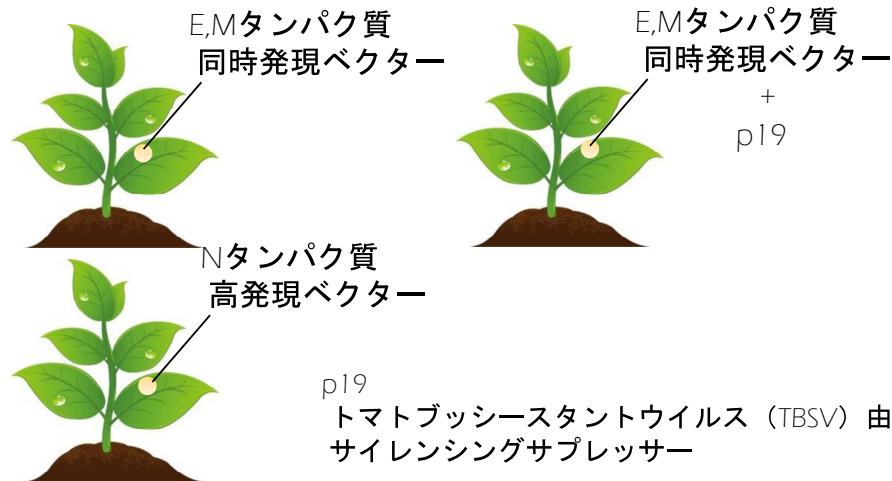 E,Mタンパク質
同時発現ベクター
E,Mタンパク質
同時発現ベクター
+
p19
Nタンパク質
高発現ベクター
p19
トマトブッシースタントウイルス（TBSV）由
サイレンシングサプレッサー